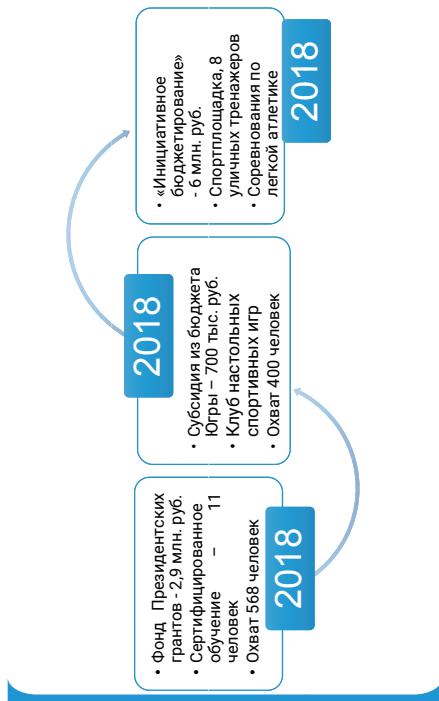 • Фонд Президентских
грантов - 2,9 млн. руб.
• Сертифицированное
обучение – 11
человек
• Охват 568 человек
2018
2018
• Субсидия из бюджета
Югры – 700 тыс. руб.
• Клуб настольных
спортивных игр
• Охват 400 человек
• «Инициативное
бюджетирование»
- 6 млн. руб.
• Спортплощадка, 8
уличных тренажеров
• Соревнования по
легкой атлетике
2018